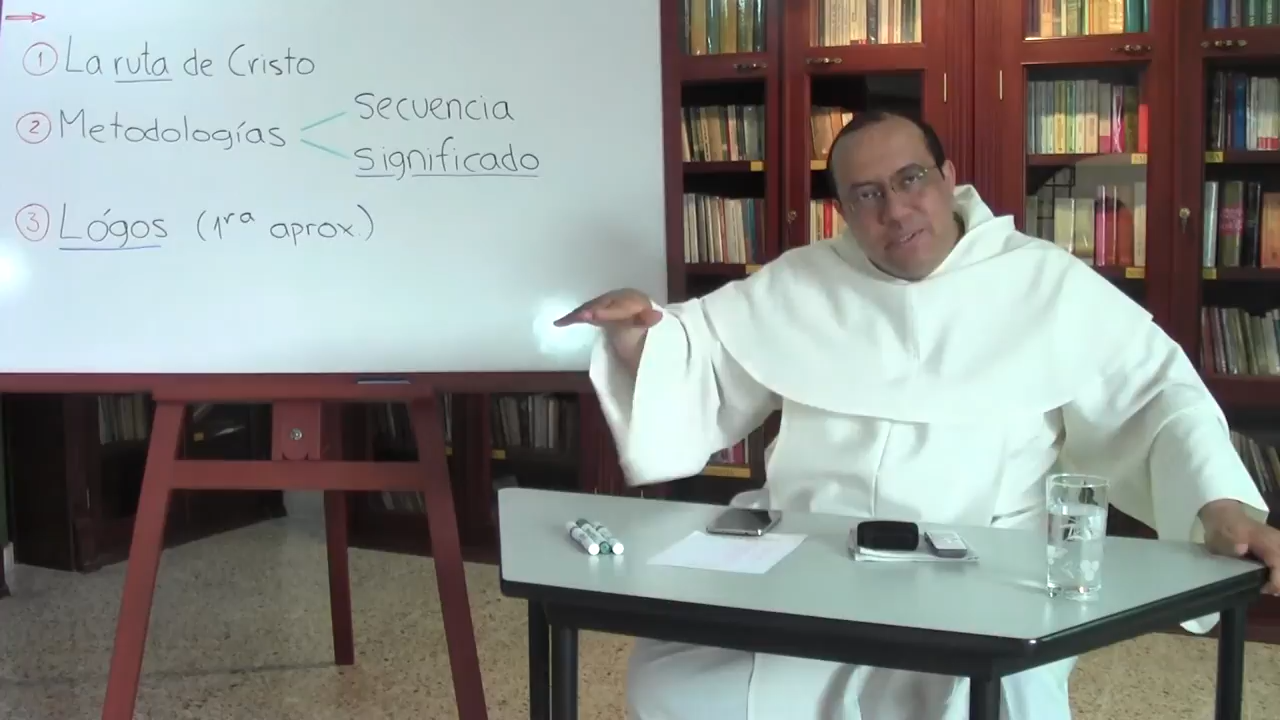 ① La ruta de Cristo
② Metodologías
Secuencia
Significado
③ Lógos (1ra aprox.)